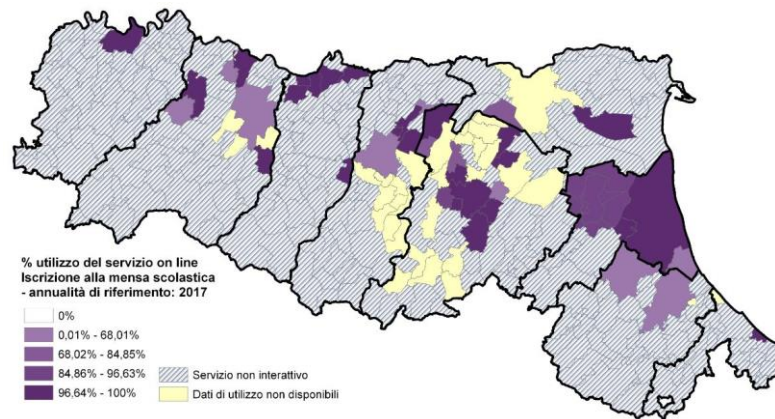 % utilizzo del servizio on line
Iscrizione alla mensa scolastica
- annualità di riferimento: 2017
0%
0,01% - 68,01%
68,02% - 84,85%
84,86% - 96,63%
96,64% - 100%
Servizio non interattivo
Dati di utilizzo non disponibili